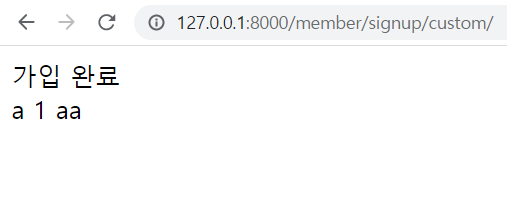 127.0.0.1:8000/member/signup/custom/
가입 완료
a 1 aa